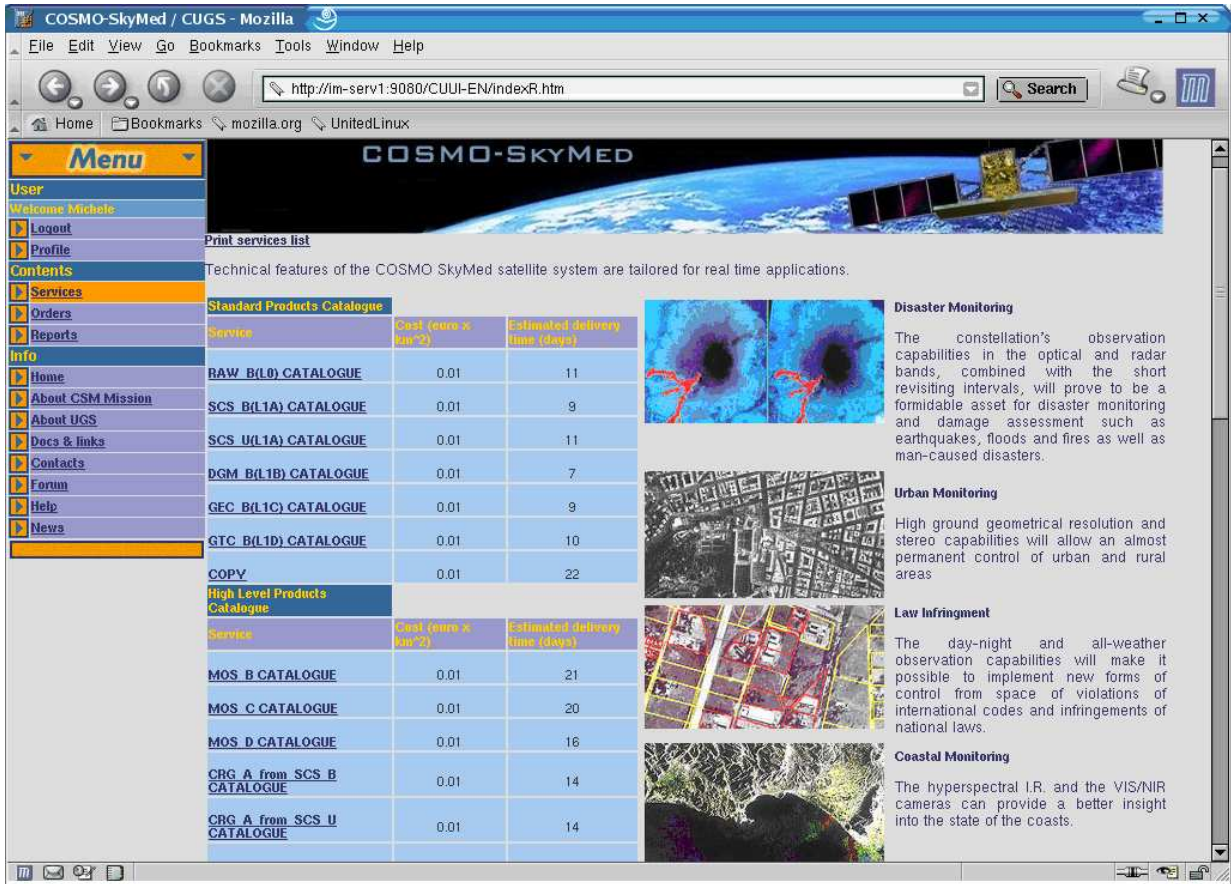 COSMO-SkyMed / CUGS - Mozilla
File Edit View Go Bookmarks Tools Window Help
http://im-serv1:9080/CUUI-EN/indexR.htm
Search
Home Bookmarks mozilla.org UnitedLinux
Menu
User
Welcome Michele
Logout
Profile
Contents
Services
Orders
Reports
Info
Home
About CSM Mission
About UGS
Docs & links
Contacts
Forum
Help
News
COSMO-SKYMED
Print services list
Technical features of the COSMO SkyMed satellite system are tailored for real time applications.
Standard Products Catalogue
Service Cost (euro x km^2) Estimated delivery time (days)
RAW_B(L0) CATALOGUE 0.01 11
SCS_B(L1A) CATALOGUE 0.01 9
SCS_U(L1A) CATALOGUE 0.01 11
DGM_B(L1B) CATALOGUE 0.01 7
GEC_B(L1C) CATALOGUE 0.01 9
GTC_B(L1D) CATALOGUE 0.01 10
COPY 0.01 22
High Level Products
Catalogue
Service Cost (euro x km^2) Estimated delivery time (days)
MOS_B CATALOGUE 0.01 21
MOS_C CATALOGUE 0.01 20
MOS_D CATALOGUE 0.01 16
CRG_A from SCS_B CATALOGUE 0.01 14
CRG_A from SCS_U CATALOGUE 0.01 14
Disaster Monitoring
The constellation's observation
capabilities in the optical and radar
bands, combined with the short
revisiting intervals, will prove to be a
formidable asset for disaster monitoring
and damage assessment such as
earthquakes, floods and fires as well as
man-caused disasters.
Urban Monitoring
High ground geometrical resolution and
stereo capabilities will allow an almost
permanent control of urban and rural
areas
Law Infringment
The day-night and all-weather
observation capabilities will make it
possible to implement new forms of
control from space of violations of
international codes and infringements of
national laws.
Coastal Monitoring
The hyperspectral I.R. and the VIS/NIR
cameras can provide a better insight
into the state of the coasts.